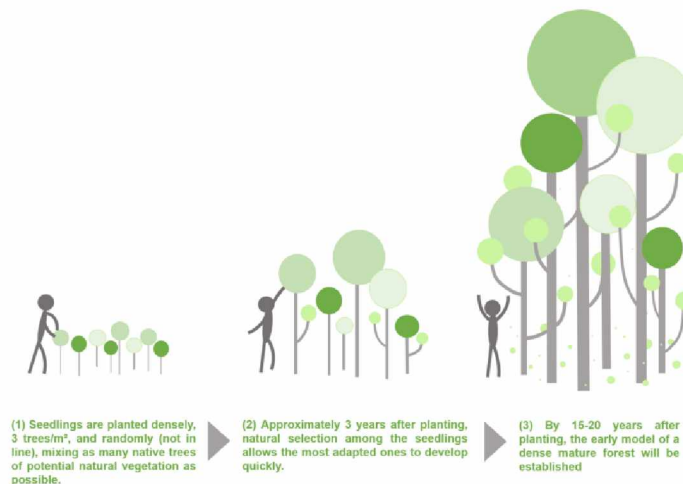 (1) Seedlings are planted densely,
3 trees/m², and randomly (not in
line), mixing as many native trees
of potential natural vegetation as
possible.
(2) Approximately 3 years after planting,
natural selection among the seedlings
allows the most adapted ones to develop
quickly.
(3) By 15-20 years after
planting, the early model of a
dense mature forest will be
established